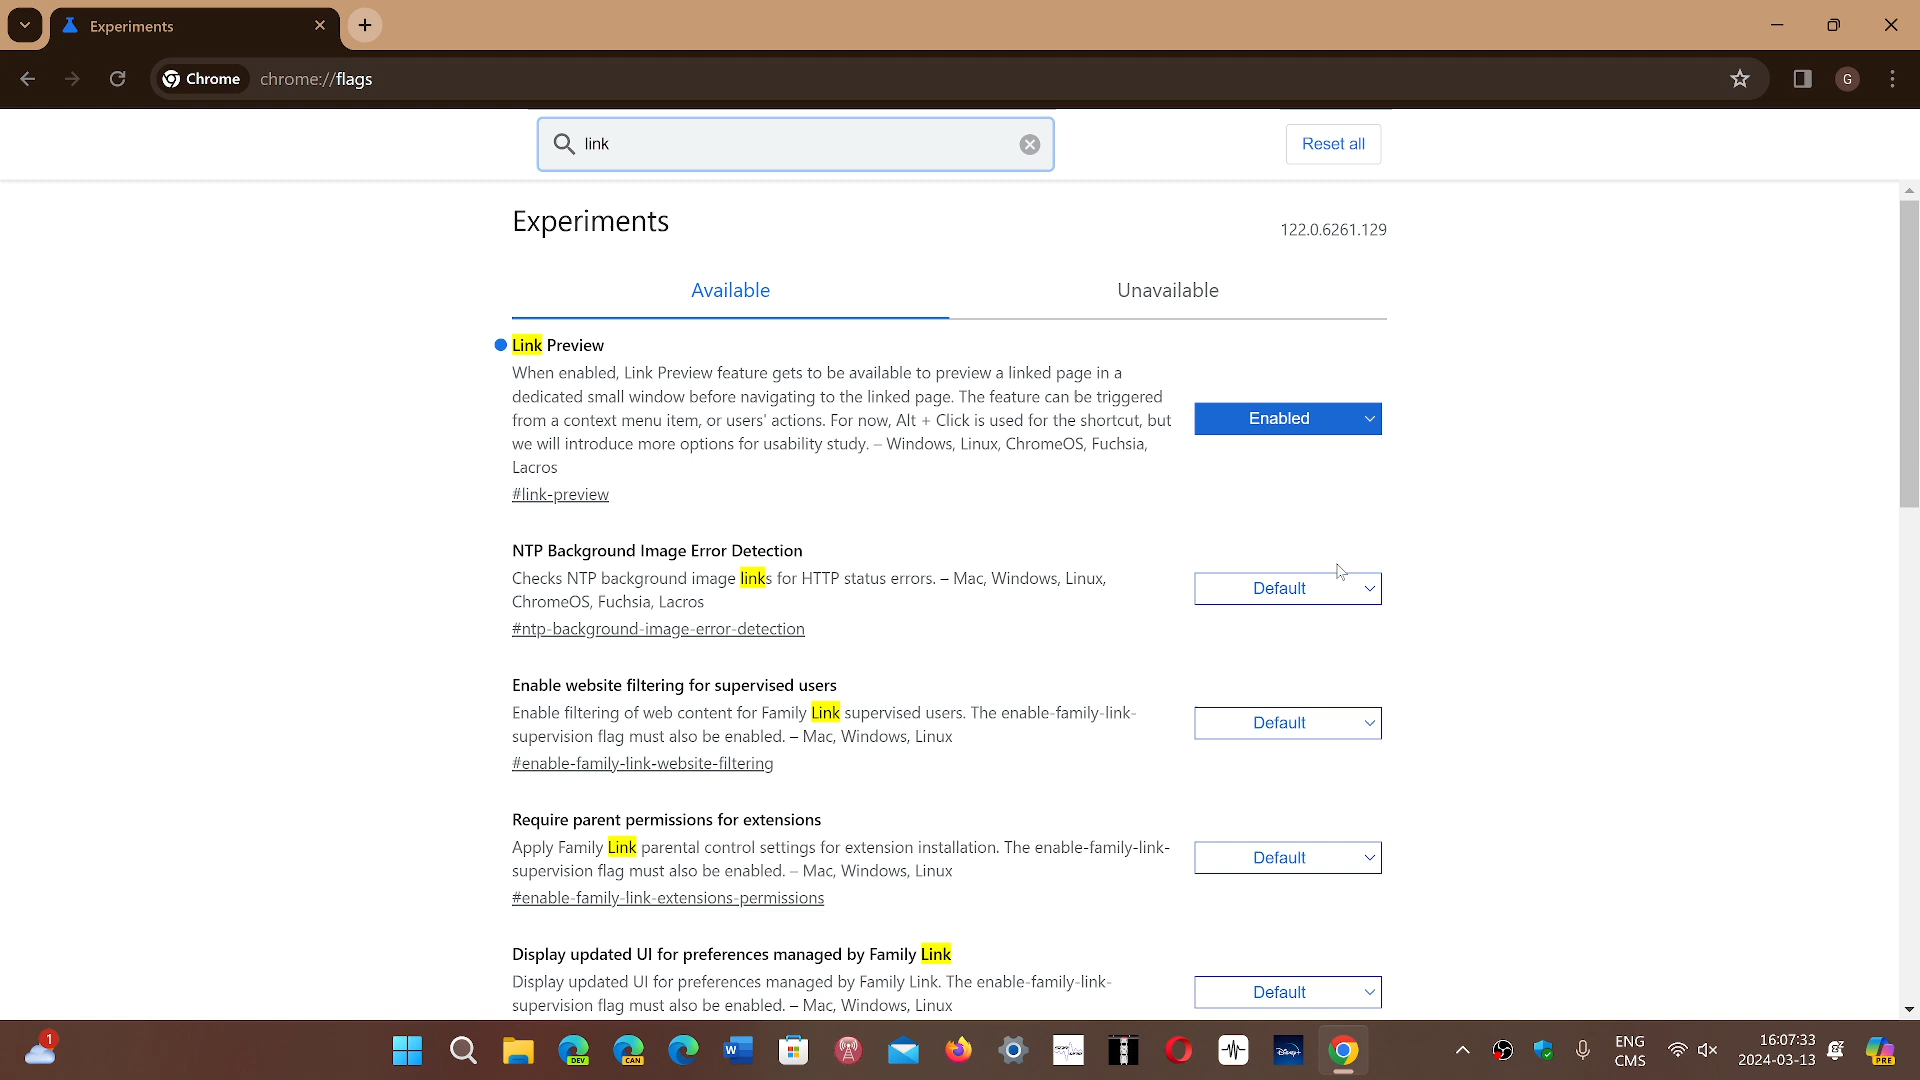 Experiments
Chrome chrome://flags
G
link
Reset all
Experiments
122.0.6261.129
Available
Unavailable
Link Preview
When enabled, Link Preview feature gets to be available to preview a linked page in a
dedicated small window before navigating to the linked page. The feature can be triggered
from a context menu item, or users' actions. For now, Alt + Click is used for the shortcut, but
we will introduce more options for usability study. – Windows, Linux, ChromeOS, Fuchsia,
Lacros
#link-preview
Enabled
NTP Background Image Error Detection
Checks NTP background image links for HTTP status errors. – Mac, Windows, Linux,
ChromeOS, Fuchsia, Lacros
#ntp-background-image-error-detection
Default
Enable website filtering for supervised users
Enable filtering of web content for Family Link supervised users. The enable-family-link-
supervision flag must also be enabled. – Mac, Windows, Linux
#enable-family-link-website-filtering
Default
Require parent permissions for extensions
Apply Family Link parental control settings for extension installation. The enable-family-link-
supervision flag must also be enabled. – Mac, Windows, Linux
#enable-family-link-extensions-permissions
Default
Display updated UI for preferences managed by Family Link
Display updated UI for preferences managed by Family Link. The enable-family-link-
supervision flag must also be enabled. – Mac, Windows, Linux
Default
1
DEV
CAN
W
Disney+
ENG
CMS
16:07:33
2024-03-13
PRE